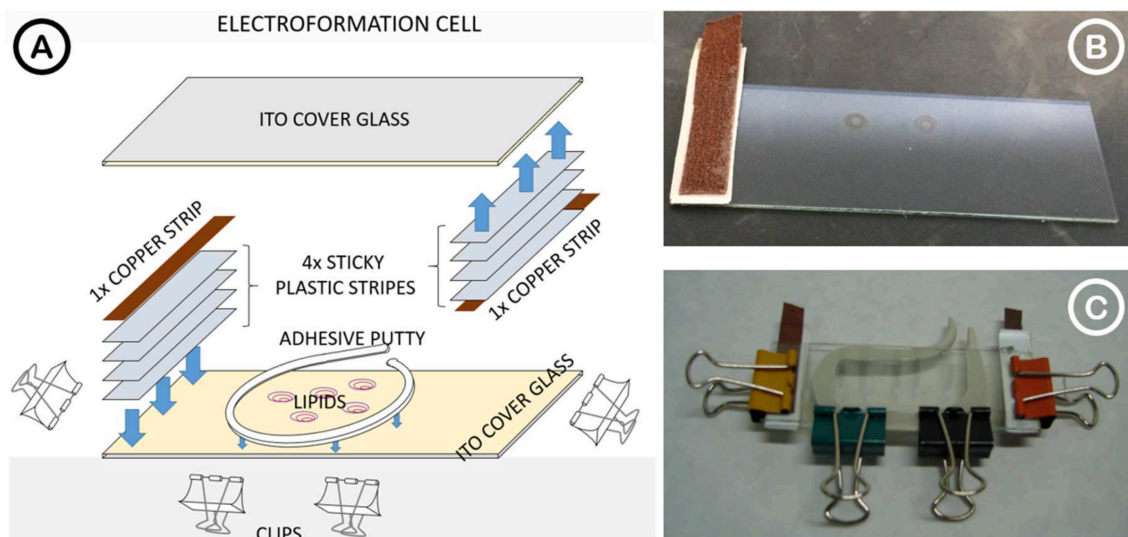 A
ELECTROFORMATION CELL
ITO COVER GLASS
1x COPPER STRIP
4x STICKY
PLASTIC STRIPES
1x COPPER STRIP
ADHESIVE PUTTY
LIPIDS
ITO COVER GLASS
CLIPS
B
C